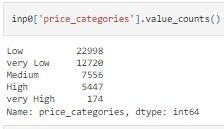 inp0['price_categories'].value_counts()
Low 22998
very Low 12720
Medium 7556
High 5447
very High 174
Name: price_categories, dtype: int64